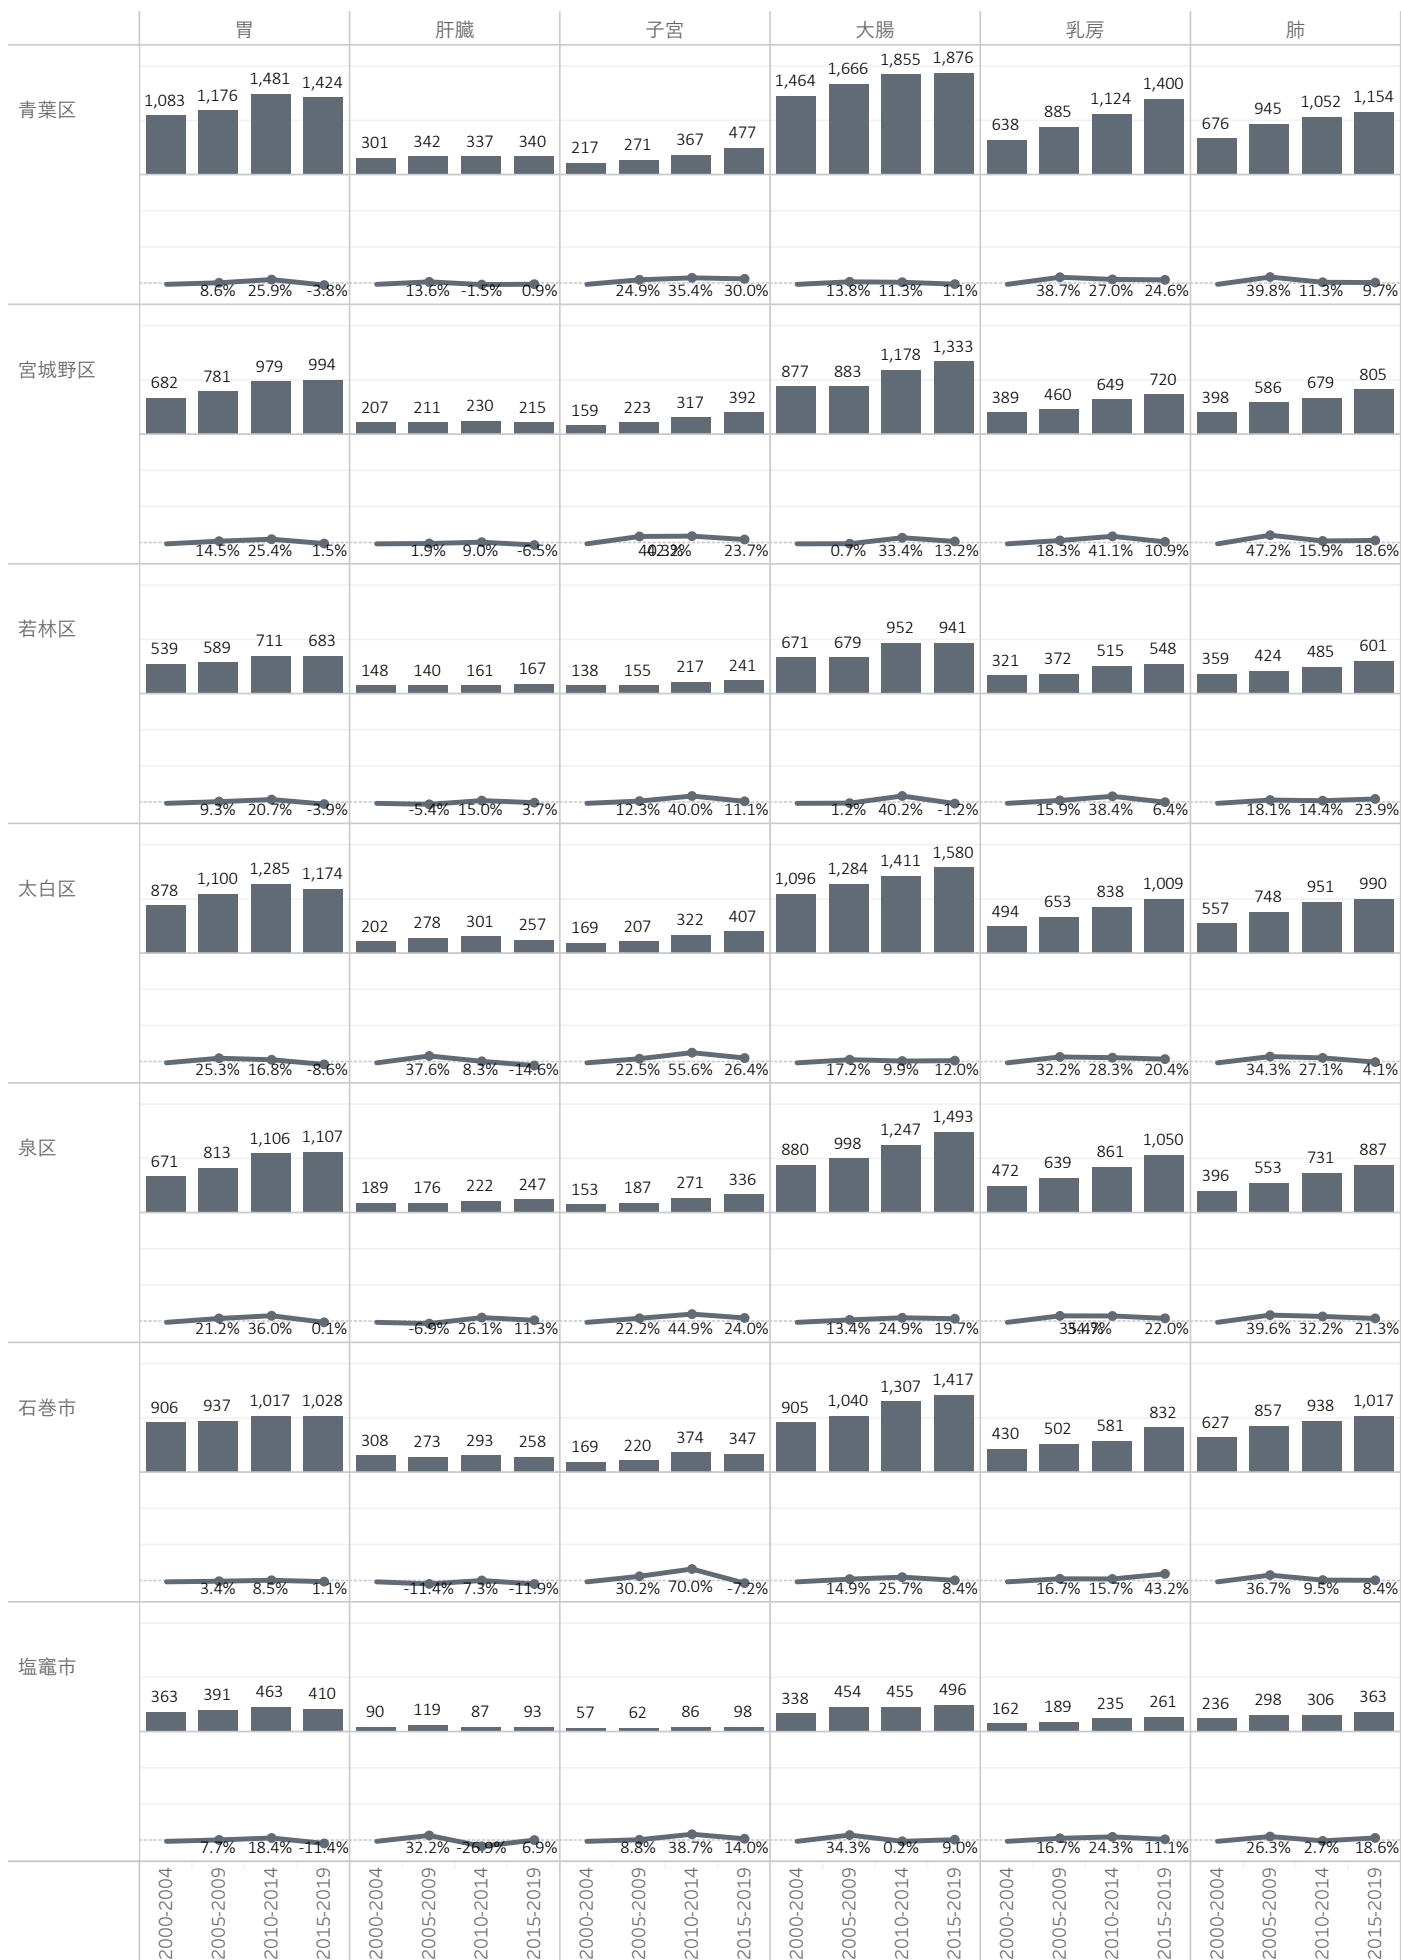 胃 肝臓 子宮 大腸 乳房 肺
青葉区
1,083 1,176 1,481 1,424 301 342 337 340 217 271 367 477 1,464 1,666 1,855 1,876 638 885 1,124 1,400 676 945 1,052 1,154
8.6% 25.9% -3.8% 13.6% -1.5% 0.9% 24.9% 35.4% 30.0% 13.8% 11.3% 1.1% 38.7% 27.0% 24.6% 39.8% 11.3% 9.7%
宮城野区
682 781 979 994 207 211 230 215 159 223 317 392 877 883 1,178 1,333 389 460 649 720 398 586 679 805
14.5% 25.4% 1.5% 1.9% 9.0% -6.5% 23.7% 0.7% 33.4% 13.2% 18.3% 41.1% 10.9% 47.2% 15.9% 18.6%
若林区
539 589 711 683 148 140 161 167 138 155 217 241 671 679 952 941 321 372 515 548 359 424 485 601
9.3% 20.7% -3.9% -5.4% 15.0% 3.7% 12.3% 40.0% 11.1% 1.2% 40.2% -1.2% 15.9% 38.4% 6.4% 18.1% 14.4% 23.9%
太白区
878 1,100 1,285 1,174 202 278 301 257 169 207 322 407 1,096 1,284 1,411 1,580 494 653 838 1,009 557 748 951 990
25.3% 16.8% -8.6% 37.6% 8.3% -14.6% 22.5% 55.6% 26.4% 17.2% 9.9% 12.0% 32.2% 28.3% 20.4% 34.3% 27.1% 4.1%
泉区
671 813 1,106 1,107 189 176 222 247 153 187 271 336 880 998 1,247 1,493 472 639 861 1,050 396 553 731 887
21.2% 36.0% 0.1% -6.9% 26.1% 11.3% 22.2% 44.9% 24.0% 13.4% 24.9% 19.7% 22.0% 39.6% 32.2% 21.3%
石巻市
906 937 1,017 1,028 308 273 293 258 169 220 374 347 905 1,040 1,307 1,417 430 502 581 832 627 857 938 1,017
3.4% 8.5% 1.1% -11.4% 7.3% -11.9% 30.2% 70.0% -7.2% 14.9% 25.7% 8.4% 16.7% 15.7% 43.2% 36.7% 9.5% 8.4%
塩竈市
363 391 463 410 90 119 87 93 57 62 86 98 338 454 455 496 162 189 235 261 236 298 306 363
7.7% 18.4% -11.4% 32.2% -26.9% 6.9% 8.8% 38.7% 14.0% 34.3% 0.2% 9.0% 16.7% 24.3% 11.1% 26.3% 2.7% 18.6%
2000-2004 2005-2009 2010-2014 2015-2019 2000-2004 2005-2009 2010-2014 2015-2019 2000-2004 2005-2009 2010-2014 2015-2019 2000-2004 2005-2009 2010-2014 2015-2019 2000-2004 2005-2009 2010-2014 2015-2019 2000-2004 2005-2009 2010-2014 2015-2019